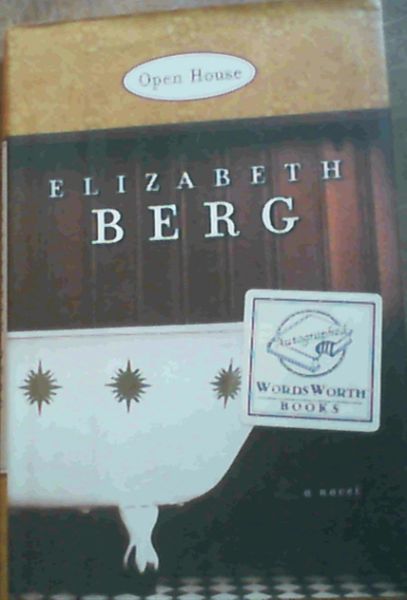 Open House
ELIZABETH
BERG
Autographed
WORDSWORTH
BOOKS
a novel